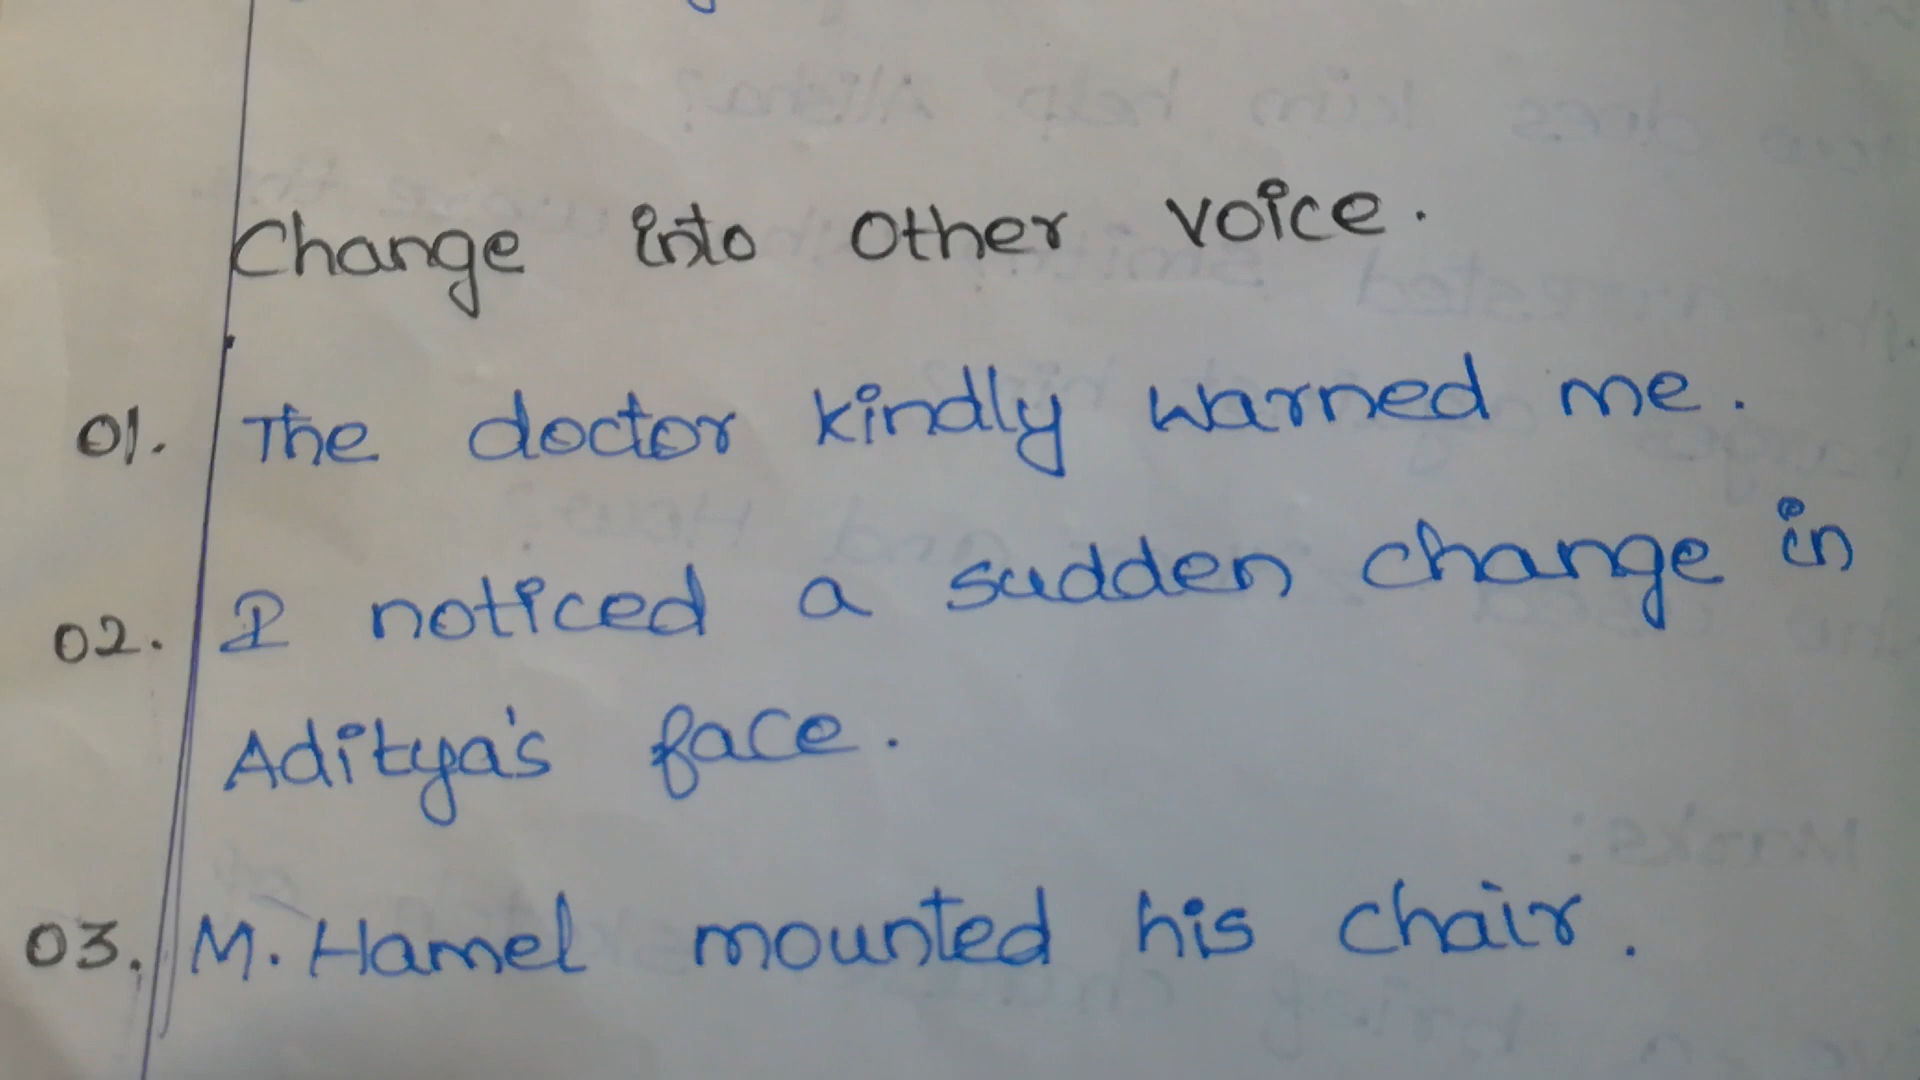 Change into other voice.
01. The doctor kindly warned me.
02. I noticed a sudden change in
Aditya's face.
03. M. Hamel mounted his chair.